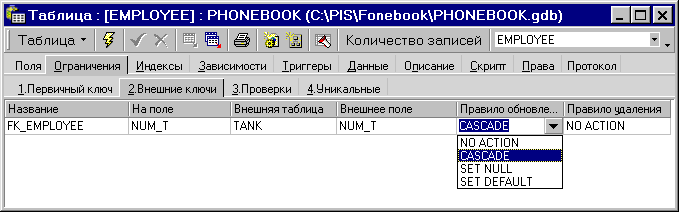 Таблица : [EMPLOYEE] : PHONEBOOK (C:\PIS\Fonebook\PHONEBOOK.gdb)
Таблица Количество записей EMPLOYEE
Поля Ограничения Индексы Зависимости Триггеры Данные Описание Скрипт Права Протокол
1.Первичный ключ 2.Внешние ключи 3.Проверки 4.Уникальные
Название На поле Внешняя таблица Внешнее поле Правило обновле... Правило удаления
FK_EMPLOYEE NUM_T TANK NUM_T CASCADE NO ACTION
NO ACTION
CASCADE
SET NULL
SET DEFAULT